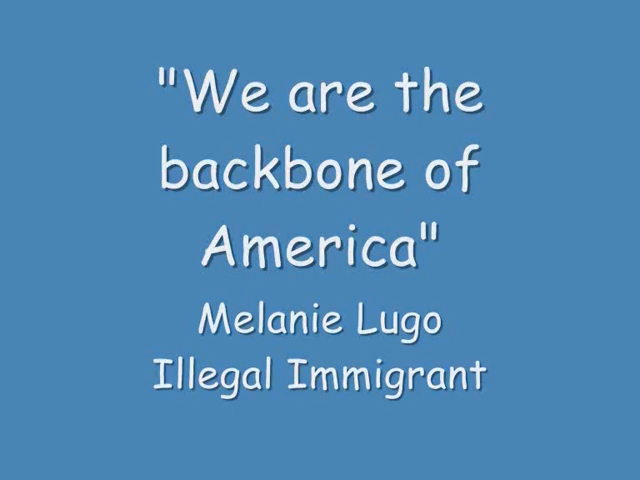 "We are the
backbone of
America"
Melanie Lugo
Illegal Immigrant